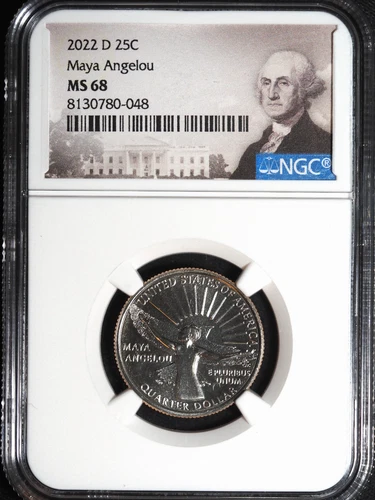 2022 D 25C
Maya Angelou
MS 68
8130780-048
NGC®
UNITED STATES OF AMERICA
MAYA
ANGELOU
E PLURIBUS
UNUM
QUARTER DOLLAR